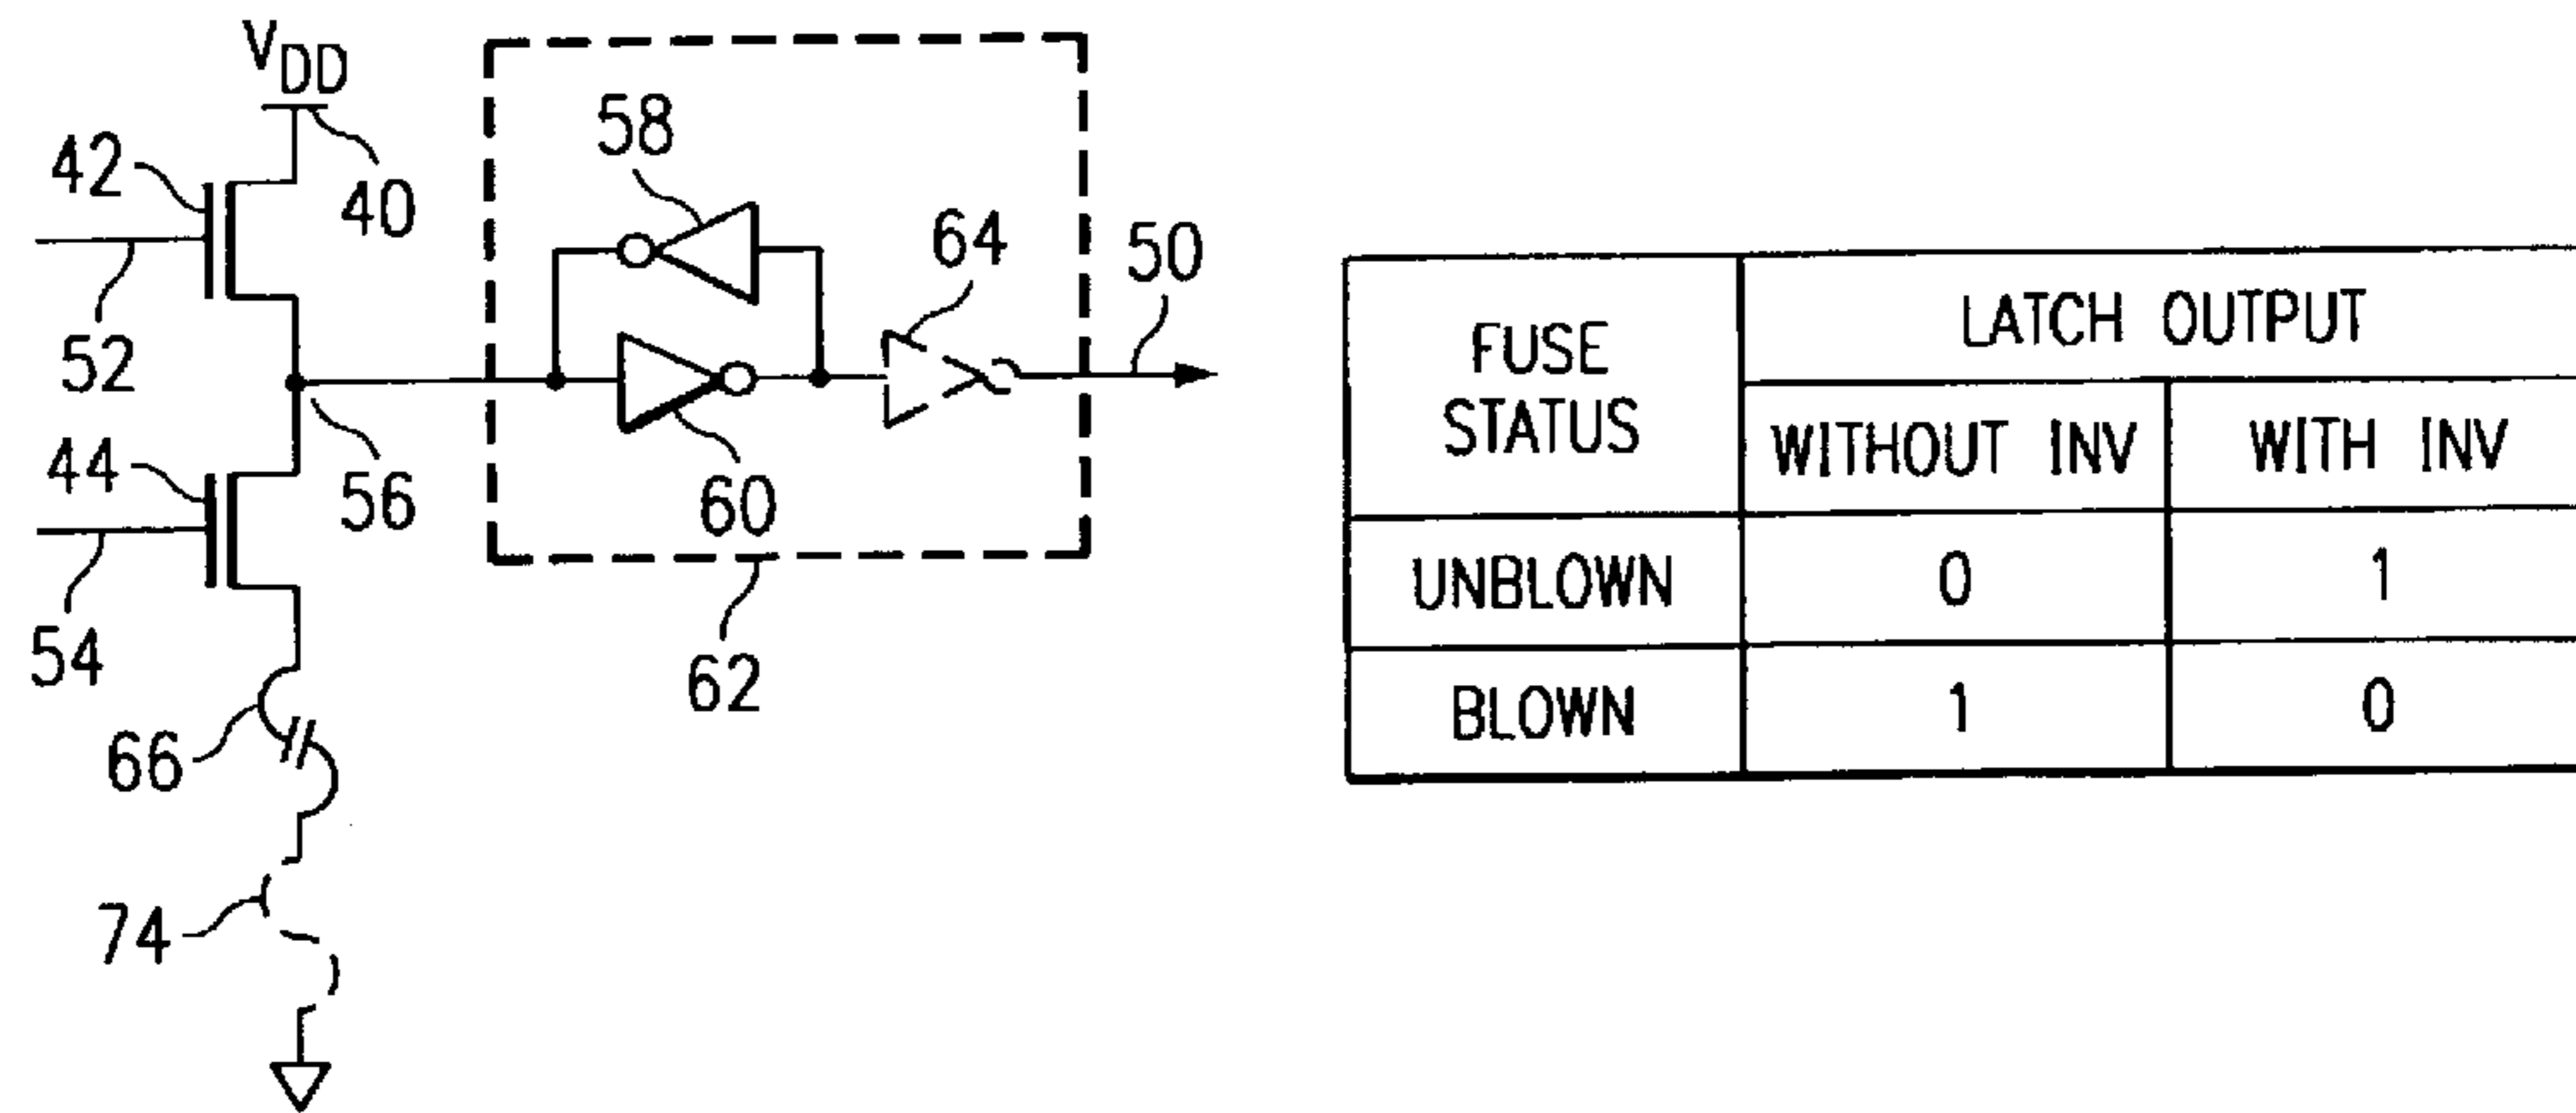 VDD
42
40
52
44
54
56
58
60
62
64
50
66
74
FUSE STATUS
LATCH OUTPUT
WITHOUT INV
WITH INV
UNBLOWN 0 1
BLOWN 1 0